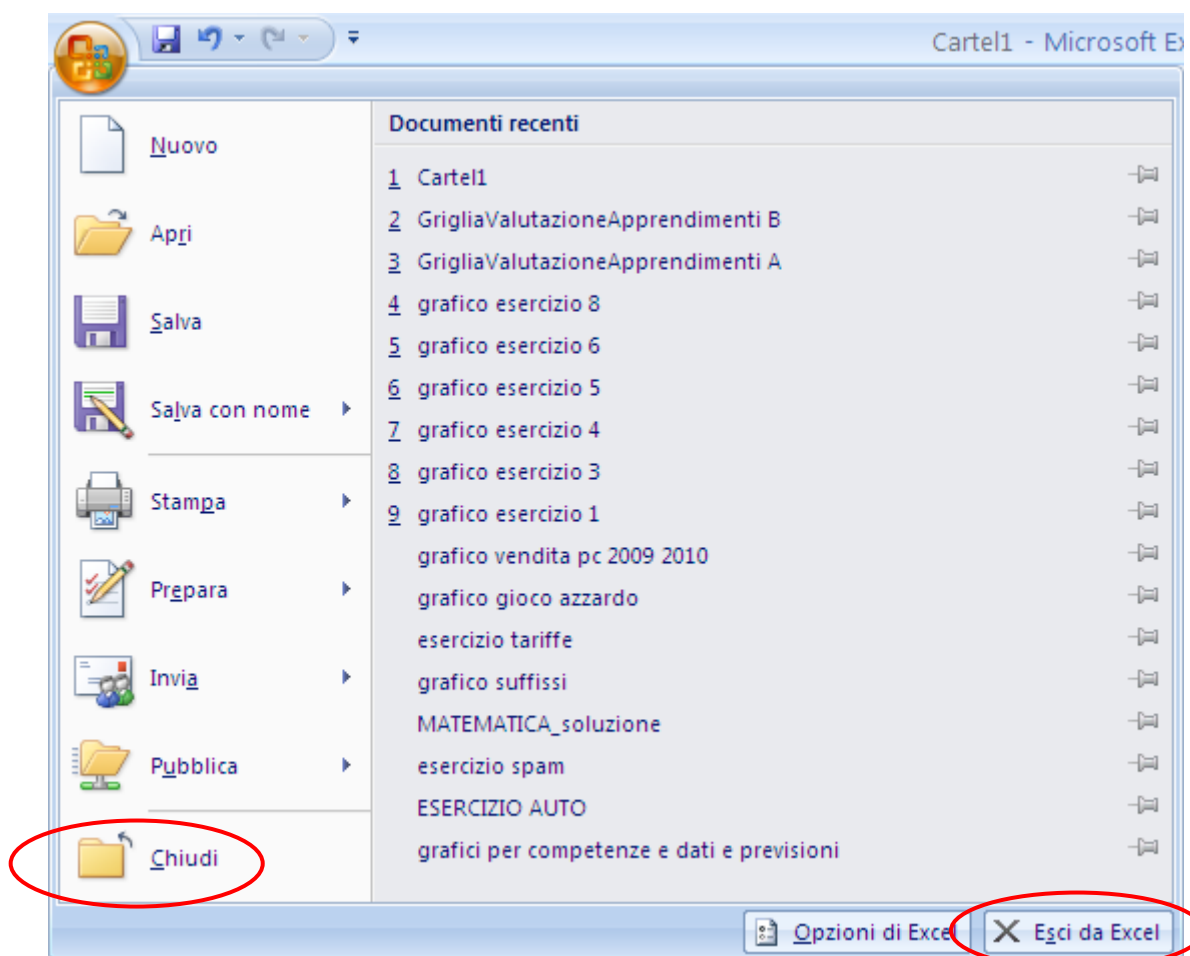 Cartel1 - Microsoft Ex
Nuovo
Apri
Salva
Salva con nome
Stampa
Prepara
Invia
Pubblica
Chiudi
Documenti recenti
1 Cartel1
2 GrigliaValutazioneApprendimenti B
3 GrigliaValutazioneApprendimenti A
4 grafico esercizio 8
5 grafico esercizio 6
6 grafico esercizio 5
7 grafico esercizio 4
8 grafico esercizio 3
9 grafico esercizio 1
grafico vendita pc 2009 2010
grafico gioco azzardo
esercizio tariffe
grafico suffissi
MATEMATICA_soluzione
esercizio spam
ESERCIZIO AUTO
grafici per competenze e dati e previsioni
Opzioni di Excel
Esci da Excel